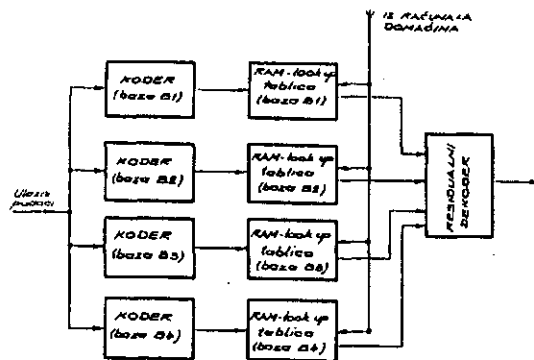 IZ RAČUNALA
DOMAĆINA
KODER
(baza B1)
RAM-look up
tablica
(baza B1)
KODER
(baza B2)
RAM-look up
tablica
(baza B2)
Ulazni
podaci
KODER
(baza B3)
RAM-look up
tablica
(baza B3)
KODER
(baza B4)
RAM-look up
tablica
(baza B4)
RESIDUALNI
DEKODER